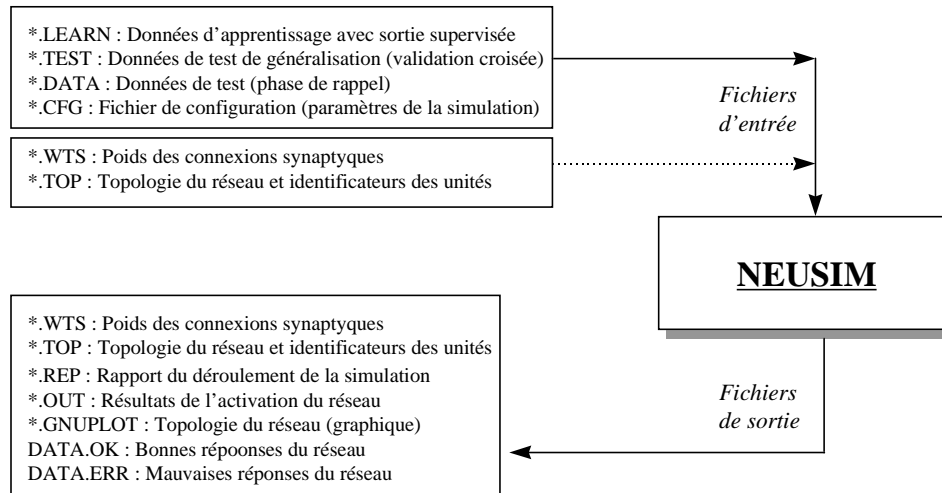 *.LEARN : Données d'apprentissage avec sortie supervisée
*.TEST : Données de test de généralisation (validation croisée)
*.DATA : Données de test (phase de rappel)
*.CFG : Fichier de configuration (paramètres de la simulation)
Fichiers
d'entrée
*.WTS : Poids des connexions synaptyques
*.TOP : Topologie du réseau et identificateurs des unités
NEUSIM
*.WTS : Poids des connexions synaptyques
*.TOP : Topologie du réseau et identificateurs des unités
*.REP : Rapport du déroulement de la simulation
*.OUT : Résultats de l'activation du réseau
*.GNUPLOT : Topologie du réseau (graphique)
DATA.OK : Bonnes répoonses du réseau
DATA.ERR : Mauvaises réponses du réseau
Fichiers
de sortie